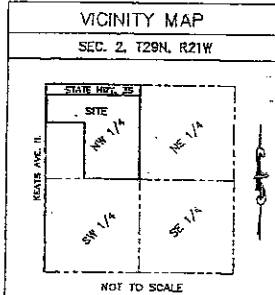 VICINITY MAP
SEC. 2, T29N, R21W
STATE HWY. 36
SITE
NW 1/4
NE 1/4
KEATS AVE. N.
SW 1/4
SE 1/4
NOT TO SCALE